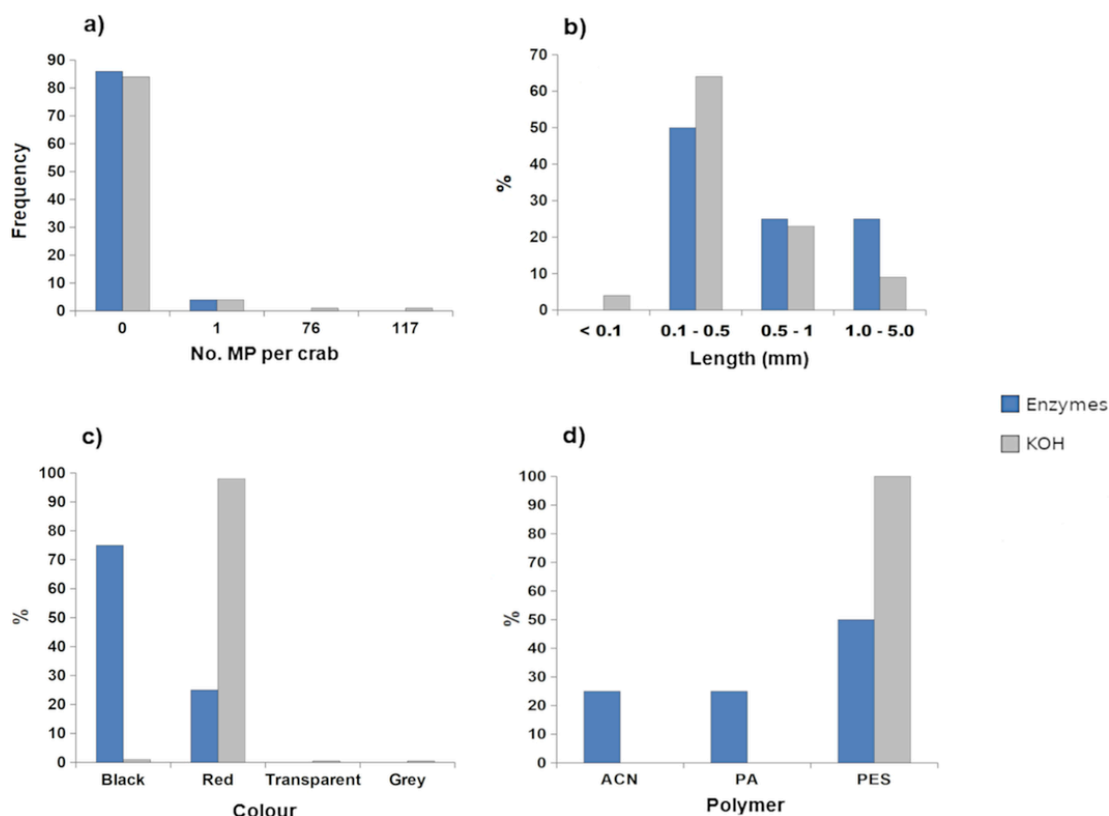 a)
90
80
70
60
50
40
30
20
10
0
Frequency
0 1 76 117
No. MP per crab
b)
70
60
50
40
30
20
10
0
%
< 0.1 0.1 - 0.5 0.5 - 1 1.0 - 5.0
Length (mm)
Enzymes
KOH
c)
100
90
80
70
60
50
40
30
20
10
0
%
Black Red Transparent Grey
Colour
d)
100
90
80
70
60
50
40
30
20
10
0
%
ACN PA PES
Polymer